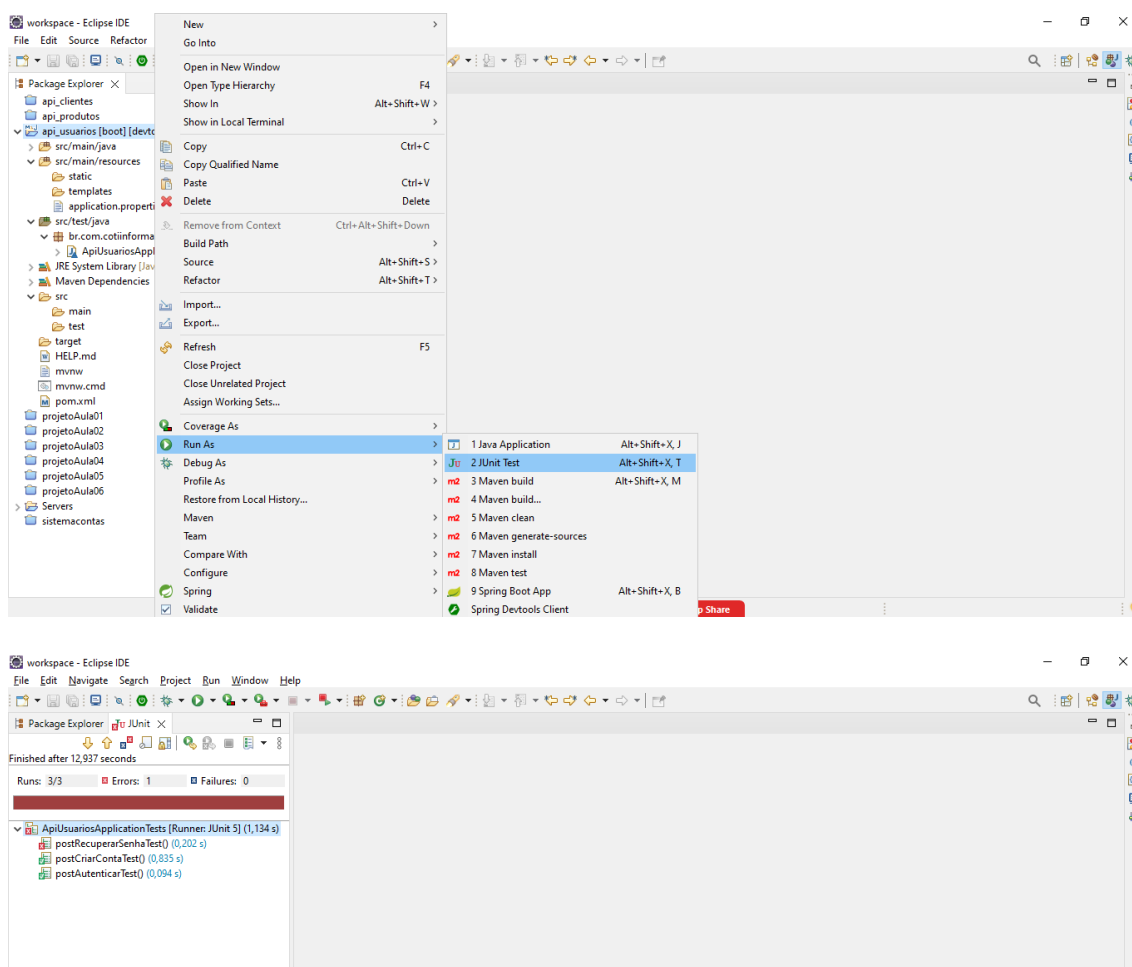 workspace - Eclipse IDE
File Edit Source Refactor
Package Explorer
api_clientes
api_produtos
api_usuarios [boot] [devto
src/main/java
src/main/resources
static
templates
application.properti
src/test/java
br.com.cotiinforma
ApiUsuariosAppl
JRE System Library [Jav
Maven Dependencies
src
main
test
target
HELP.md
mvnw
mvnw.cmd
pom.xml
projetoAula01
projetoAula02
projetoAula03
projetoAula04
projetoAula05
projetoAula06
Servers
sistemacontas
New
Go Into
Open in New Window
Open Type Hierarchy F4
Show In Alt+Shift+W
Show in Local Terminal
Copy Ctrl+C
Copy Qualified Name
Paste Ctrl+V
Delete Delete
Remove from Context Ctrl+Alt+Shift+Down
Build Path
Source Alt+Shift+S
Refactor Alt+Shift+T
Import...
Export...
Refresh F5
Close Project
Close Unrelated Project
Assign Working Sets...
Coverage As
Run As
Debug As
Profile As
Restore from Local History...
Maven
Team
Compare With
Configure
Spring
Validate
1 Java Application Alt+Shift+X, J
Ju 2 JUnit Test Alt+Shift+X, T
m2 3 Maven build Alt+Shift+X, M
m2 4 Maven build...
m2 5 Maven clean
m2 6 Maven generate-sources
m2 7 Maven install
m2 8 Maven test
9 Spring Boot App Alt+Shift+X, B
Spring Devtools Client
p Share
workspace - Eclipse IDE
File Edit Navigate Search Project Run Window Help
Package Explorer Ju JUnit
Finished after 12,937 seconds
Runs: 3/3 Errors: 1 Failures: 0
ApiUsuariosApplicationTests [Runner: JUnit 5] (1,134 s)
postRecuperarSenhaTest() (0,202 s)
postCriarContaTest() (0,835 s)
postAutenticarTest() (0,094 s)